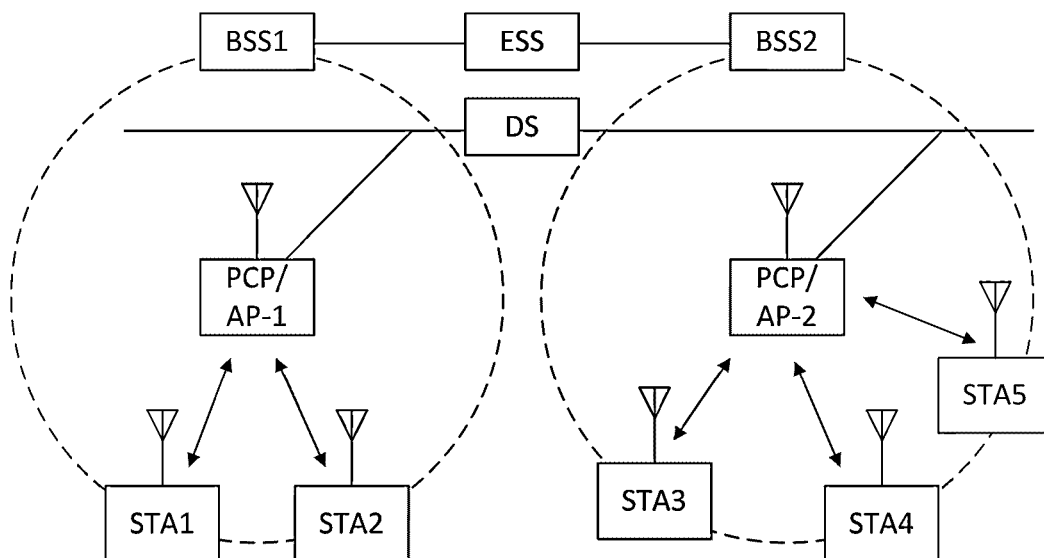 BSS1
ESS
BSS2
DS
PCP/
AP-1
PCP/
AP-2
STA5
STA1
STA2
STA3
STA4